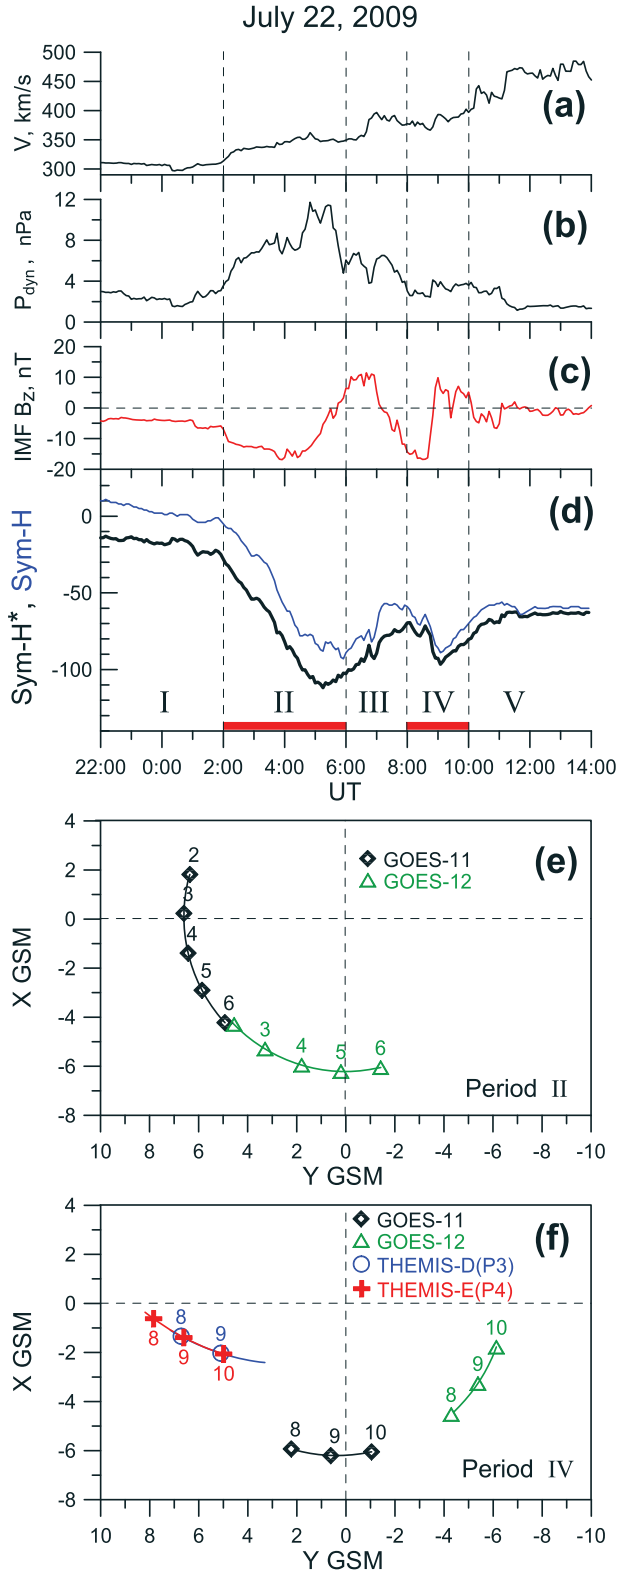 July 22, 2009
500
450
400
350
300
V, km/s
(a)
12
8
4
0
Pdyn, nPa
(b)
20
10
0
-10
-20
IMF BZ, nT
(c)
0
-50
-100
Sym-H*, Sym-H
(d)
I II III IV V
22:00 0:00 2:00 4:00 6:00 8:00 10:00 12:00 14:00
UT
4
2
0
-2
-4
-6
-8
X GSM
(e)
GOES-11
GOES-12
2
3
4
5
6
3
4
5
6
Period II
10 8 6 4 2 0 -2 -4 -6 -8 -10
Y GSM
4
2
0
-2
-4
-6
-8
X GSM
(f)
GOES-11
GOES-12
THEMIS-D(P3)
THEMIS-E(P4)
8
9
8
9
10
8
9
10
8
9
10
Period IV
10 8 6 4 2 0 -2 -4 -6 -8 -10
Y GSM